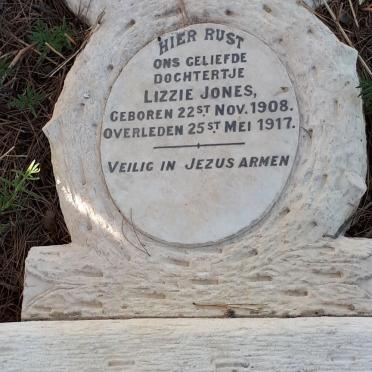 HIER RUST
ONS GELIEFDE
DOCHTERTJE
LIZZIE JONES,
GEBOREN 22ST NOV. 1908.
OVERLEDEN 25ST MEI 1917.
VEILIG IN JEZUS ARMEN